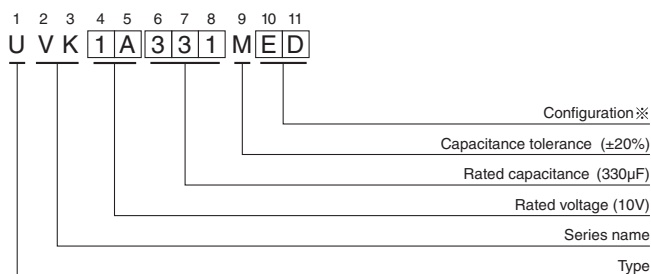 1 2 3 4 5 6 7 8 9 10 11
U V K 1 A 3 3 1 M E D
Configuration※
Capacitance tolerance (±20%)
Rated capacitance (330μF)
Rated voltage (10V)
Series name
Type